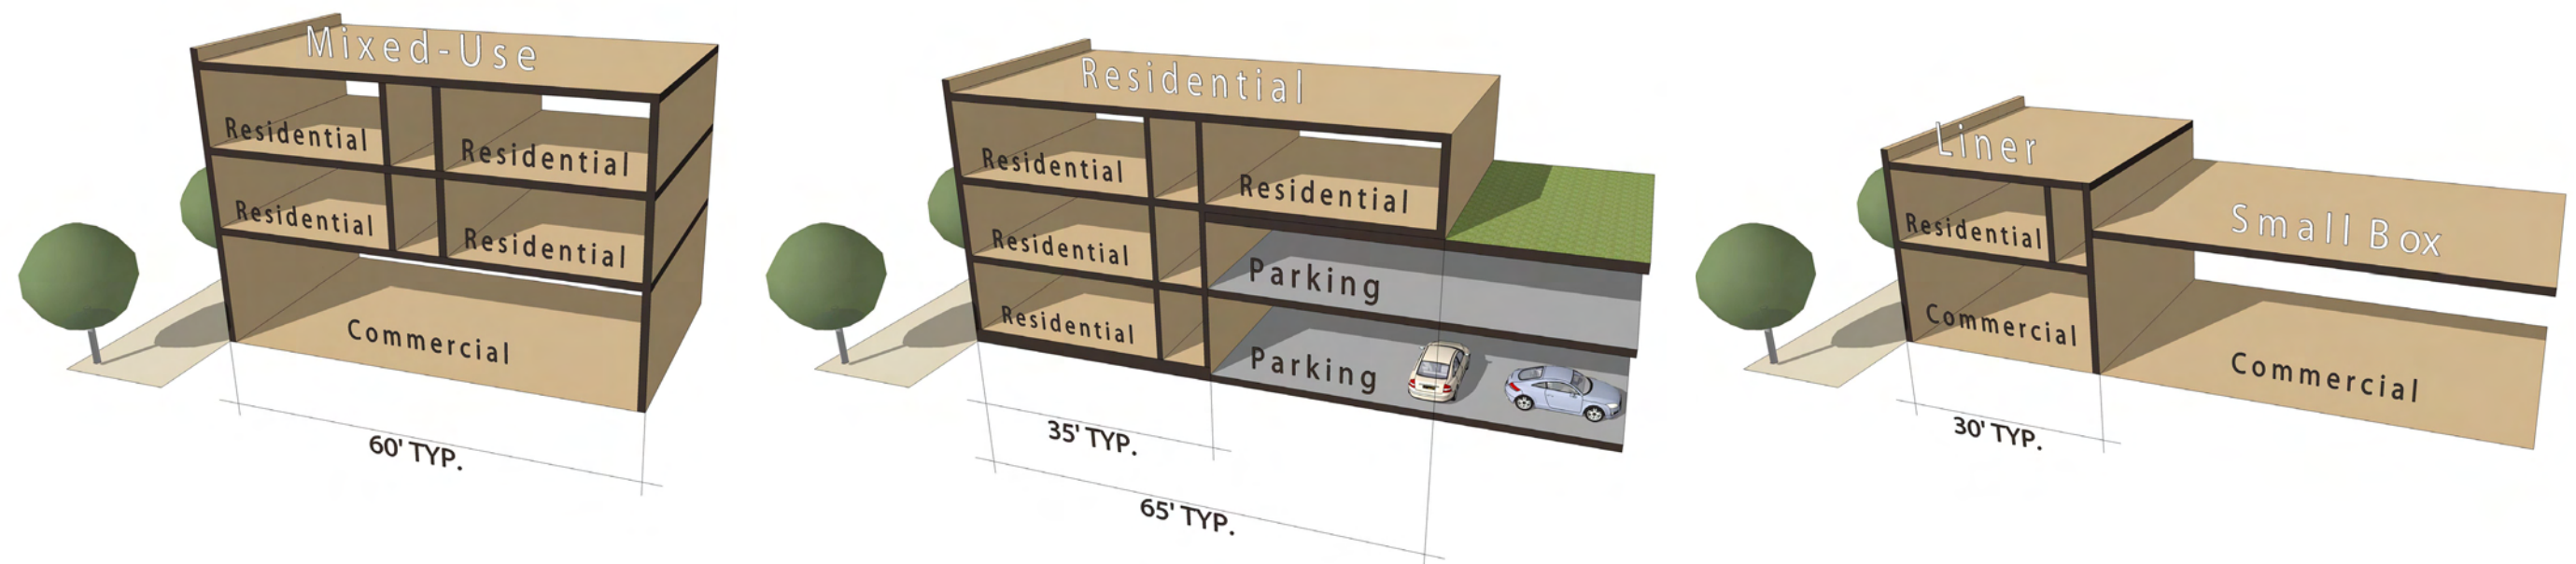 Mixed-Use
Residential
Residential
Residential
Residential
Commercial
60' TYP.
Residential
Residential
Residential
Residential
Parking
Residential
Parking
35' TYP.
65' TYP.
Liner
Small Box
Residential
Commercial
Commercial
30' TYP.